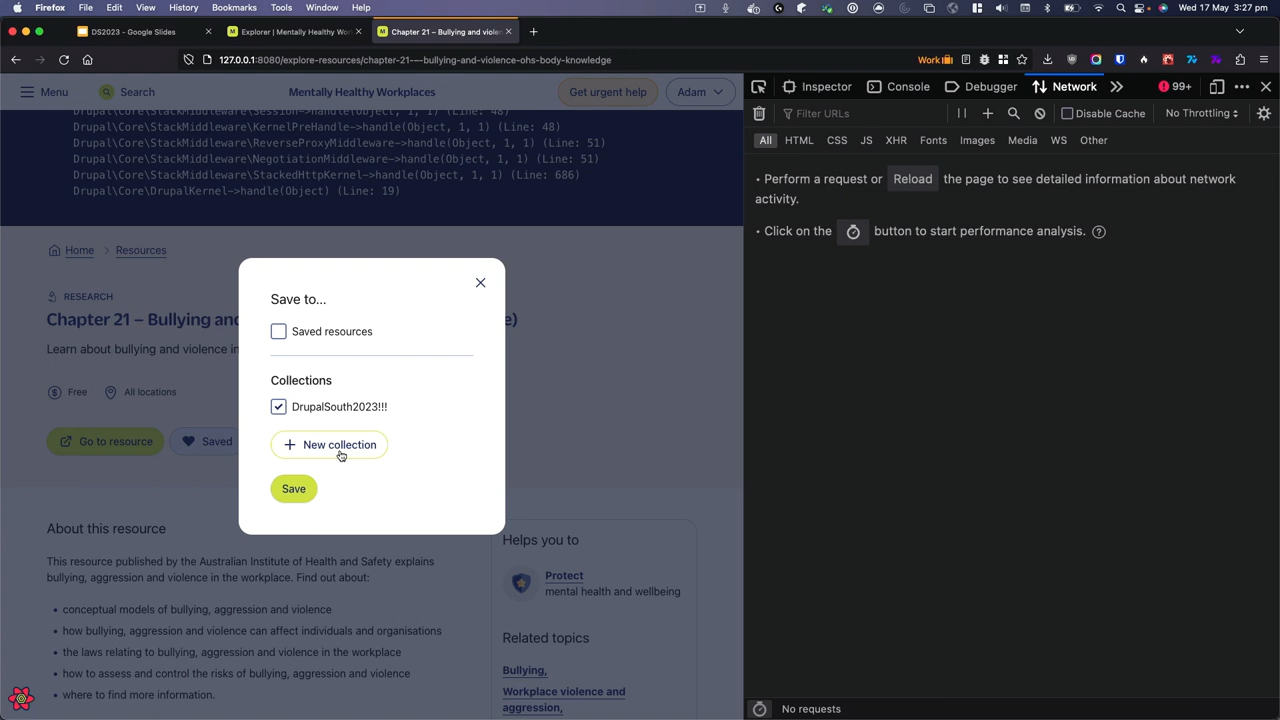 Firefox File Edit View History Bookmarks Tools Window Help Wed 17 May 3:27 pm
DS2023 - Google Slides
Explorer | Mentally Healthy Wor
Chapter 21 – Bullying and violen
127.0.0.1:8080/explore-resources/chapter-21-–-bullying-and-violence-ohs-body-knowledge
Work
Menu Search Mentally Healthy Workplaces Get urgent help Adam
Inspector Console Debugger Network 99+
Filter URLs Disable Cache No Throttling
All HTML CSS JS XHR Fonts Images Media WS Other
• Perform a request or Reload the page to see detailed information about network
activity.
• Click on the button to start performance analysis.
Drupal\Core\StackMiddleware\Session->handle(Object, 1, 1) (Line: 48)
Drupal\Core\StackMiddleware\KernelPreHandle->handle(Object, 1, 1) (Line: 48)
Drupal\Core\StackMiddleware\ReverseProxyMiddleware->handle(Object, 1, 1) (Line: 51)
Drupal\Core\StackMiddleware\NegotiationMiddleware->handle(Object, 1, 1) (Line: 51)
Drupal\Core\StackMiddleware\StackedHttpKernel->handle(Object, 1, 1) (Line: 686)
Drupal\Core\DrupalKernel->handle(Object) (Line: 19)
Home > Resources
RESEARCH
Chapter 21 – Bullying and
Learn about bullying and violence in
Free All locations
Go to resource Saved
Save to...
Saved resources
Collections
DrupalSouth2023!!!
New collection
Save
About this resource
This resource published by the Australian Institute of Health and Safety explains
bullying, aggression and violence in the workplace. Find out about:
• conceptual models of bullying, aggression and violence
• how bullying, aggression and violence can affect individuals and organisations
• the laws relating to bullying, aggression and violence in the workplace
• how to assess and control the risks of bullying, aggression and violence
• where to find more information.
Helps you to
Protect
mental health and wellbeing
Related topics
Bullying,
Workplace violence and
aggression,
No requests